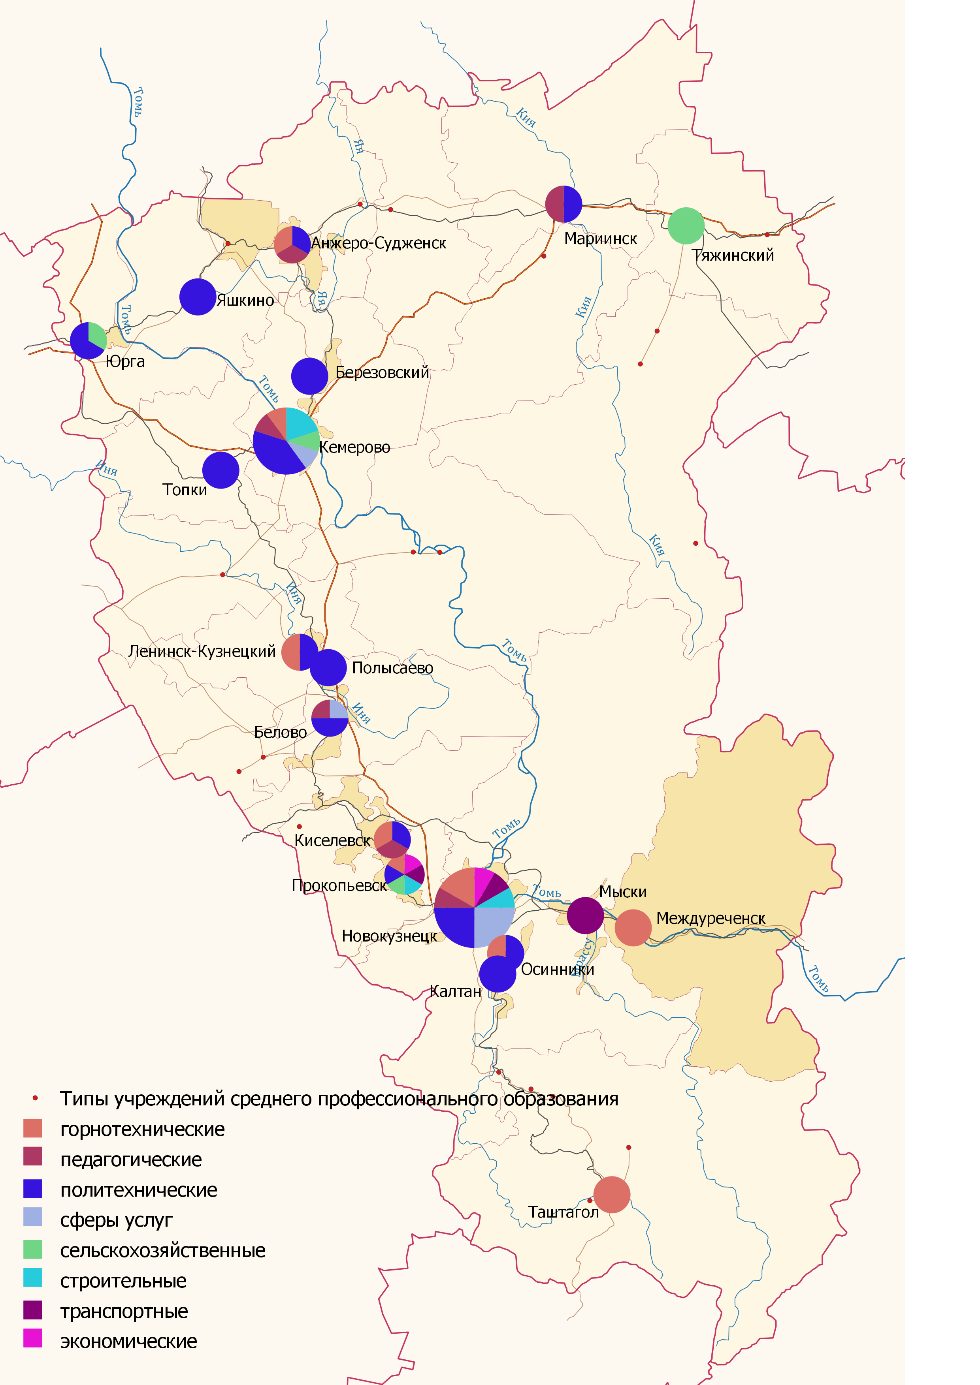 Томь
Кия
Ян
Мариинск
Анжеро-Судженск
Тяжинский
Яшкино
Яя
Кия
Томь
Юрга
Березовский
Томь
Кемерово
Иня
Топки
Кия
Иня
Ленинск-Кузнецкий
Томь
Полысаево
Иня
Белово
Томь
Киселевск
Прокопьевск
Томь
Мыски
Междуреченск
Новокузнецк
Осинники
Томь
Калтан
Типы учреждений среднего профессионального образования
горнотехнические
педагогические
политехнические
сферы услуг
Таштагол
сельскохозяйственные
строительные
транспортные
экономические